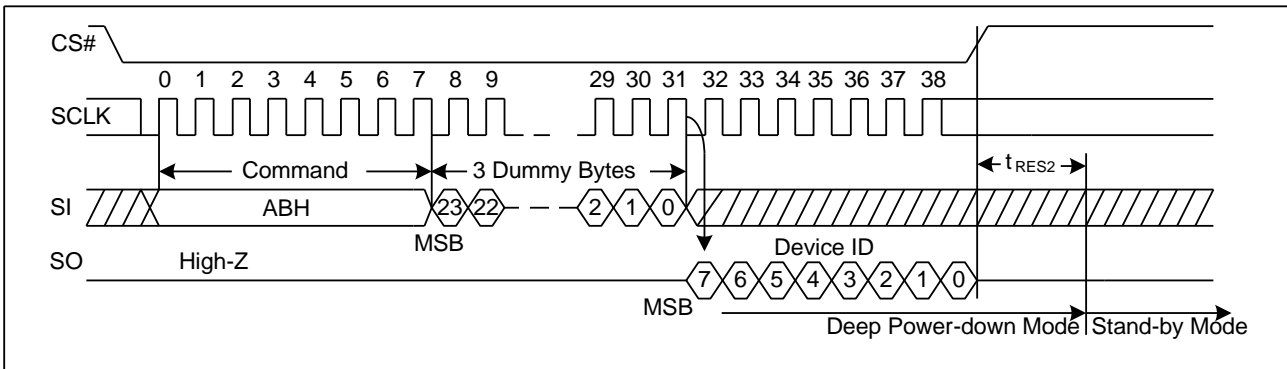 CS#
0 1 2 3 4 5 6 7 8 9 29 30 31 32 33 34 35 36 37 38
SCLK
Command 3 Dummy Bytes tRES2
SI ABH 23 22 2 1 0
MSB
SO High-Z Device ID
7 6 5 4 3 2 1 0
MSB
Deep Power-down Mode Stand-by Mode